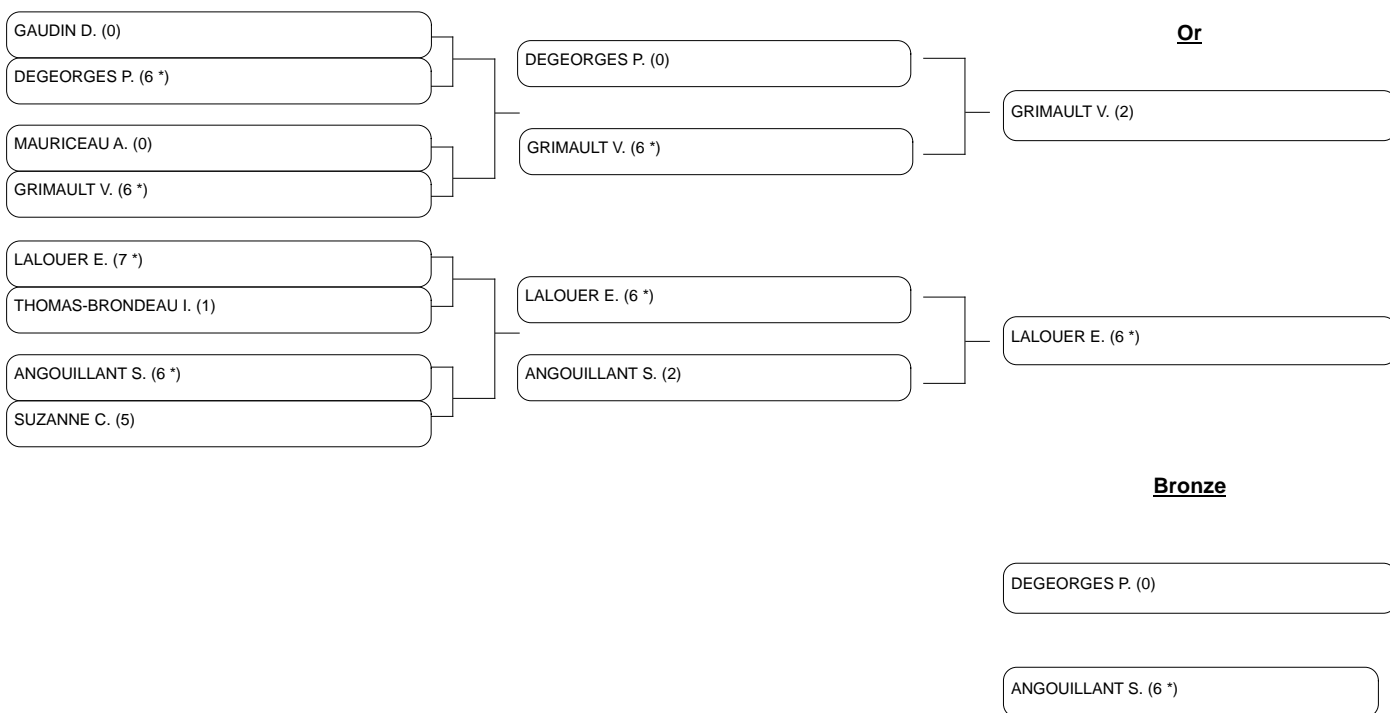 GAUDIN D. (0)
DEGEORGES P. (6 *)
MAURICEAU A. (0)
GRIMAULT V. (6 *)
LALOUER E. (7 *)
THOMAS-BRONDEAU I. (1)
ANGOUILLANT S. (6 *)
SUZANNE C. (5)
DEGEORGES P. (0)
GRIMAULT V. (6 *)
LALOUER E. (6 *)
ANGOUILLANT S. (2)
Or
GRIMAULT V. (2)
LALOUER E. (6 *)
Bronze
DEGEORGES P. (0)
ANGOUILLANT S. (6 *)